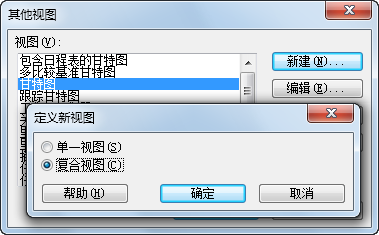 其他视图
视图(V):
包含日程表的甘特图
多比较基准甘特图
甘特图
跟踪甘特图
新建(N)...
编辑(E)...
定义新视图
单一视图(S)
复合视图(C)
帮助(H)
确定
取消